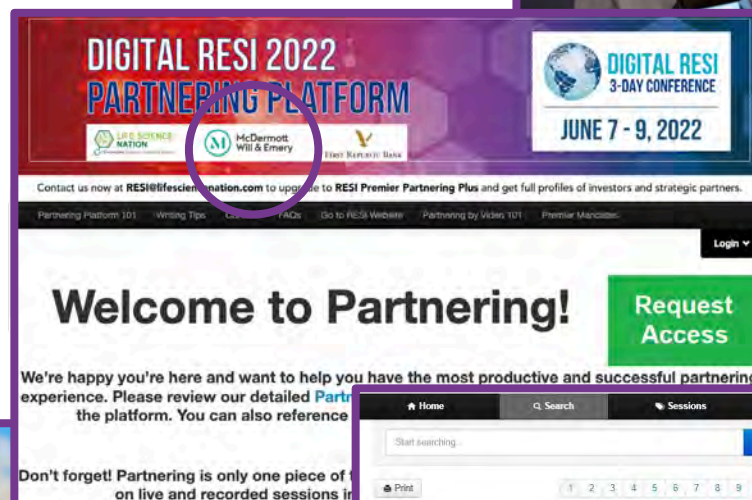 DIGITAL RESI 2022
PARTNERING PLATFORM
LIFE SCIENCE
NATION
McDermott
Will & Emery
FIRST REPUBLIC BANK
DIGITAL RESI
3-DAY CONFERENCE
JUNE 7 - 9, 2022
Contact us now at RESI@lifesciencenation.com to upgrade to RESI Premier Partnering Plus and get full profiles of investors and strategic partners.
Partnering Platform 101 Writing Tips FAQs Go to RESI Website Partnering by Video 101 Premier Mandates
Login
Welcome to Partnering!
Request
Access
We're happy you're here and want to help you have the most productive and successful partnering
experience. Please review our detailed Partn
the platform. You can also reference
Don't forget! Partnering is only one piece of t
on live and recorded sessions in
Home Search Sessions
Start searching...
Print 1 2 3 4 5 6 7 8 9